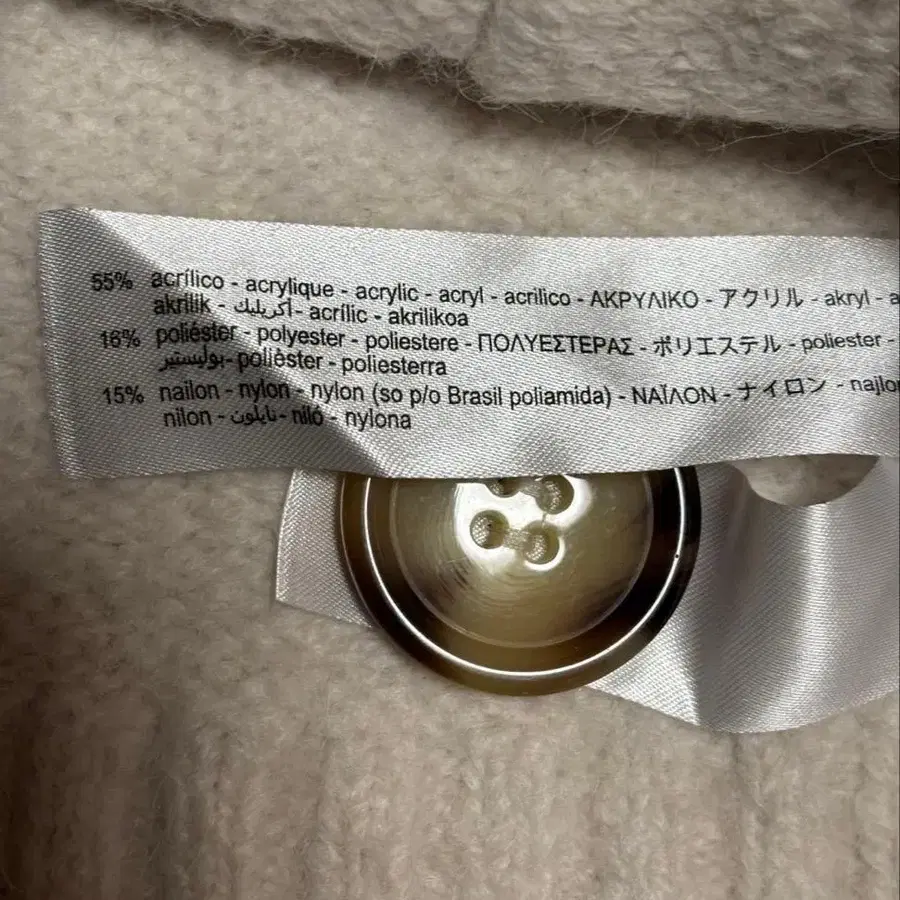 55% acrílico - acrylique - acrylic - acryl - acrilico - ΑΚΡΥΛΙΚΟ - アクリル - akryl - a
akrilik - أكريليك - acrílic - akrilikoa
16% poliéster - polyester - poliestere - ΠΟΛΥΕΣΤΕΡΑΣ - ポリエステル - poliester -
بوليستير - polièster - poliesterra
15% nailon - nylon - nylon (so p/o Brasil poliamida) - ΝΑΪΛΟΝ - ナイロン - najlon
nilon - نايلون - niló - nylona